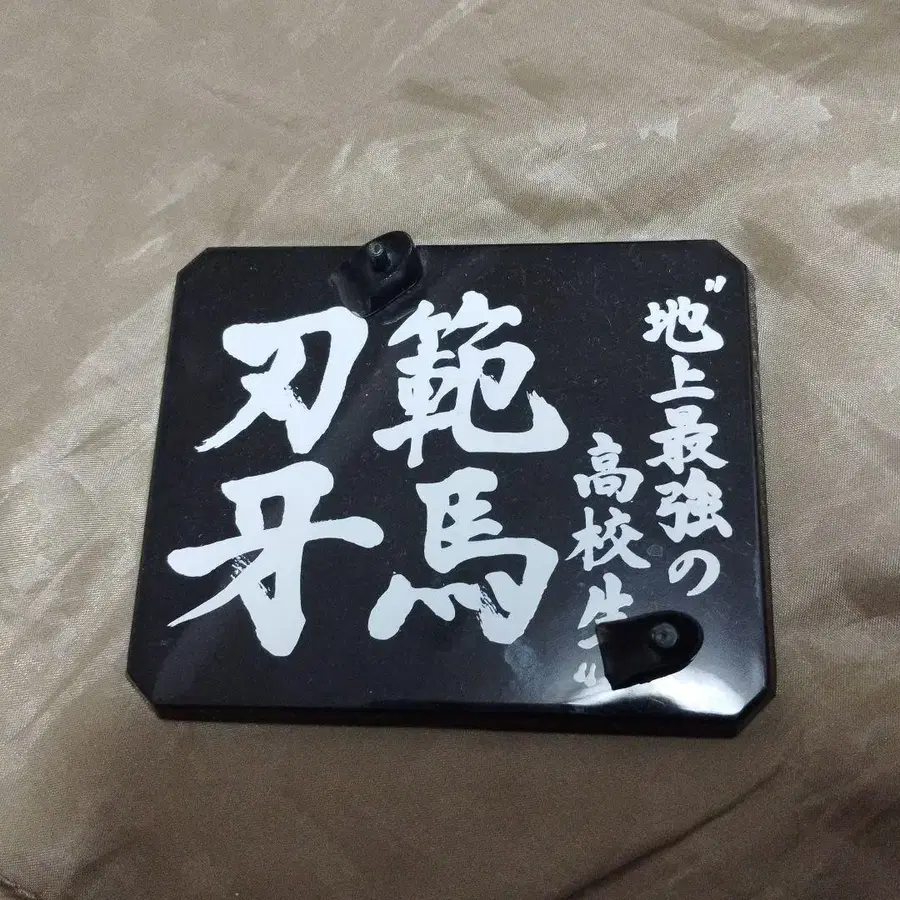 〝地上最強の
高校生〟
範馬
刃牙